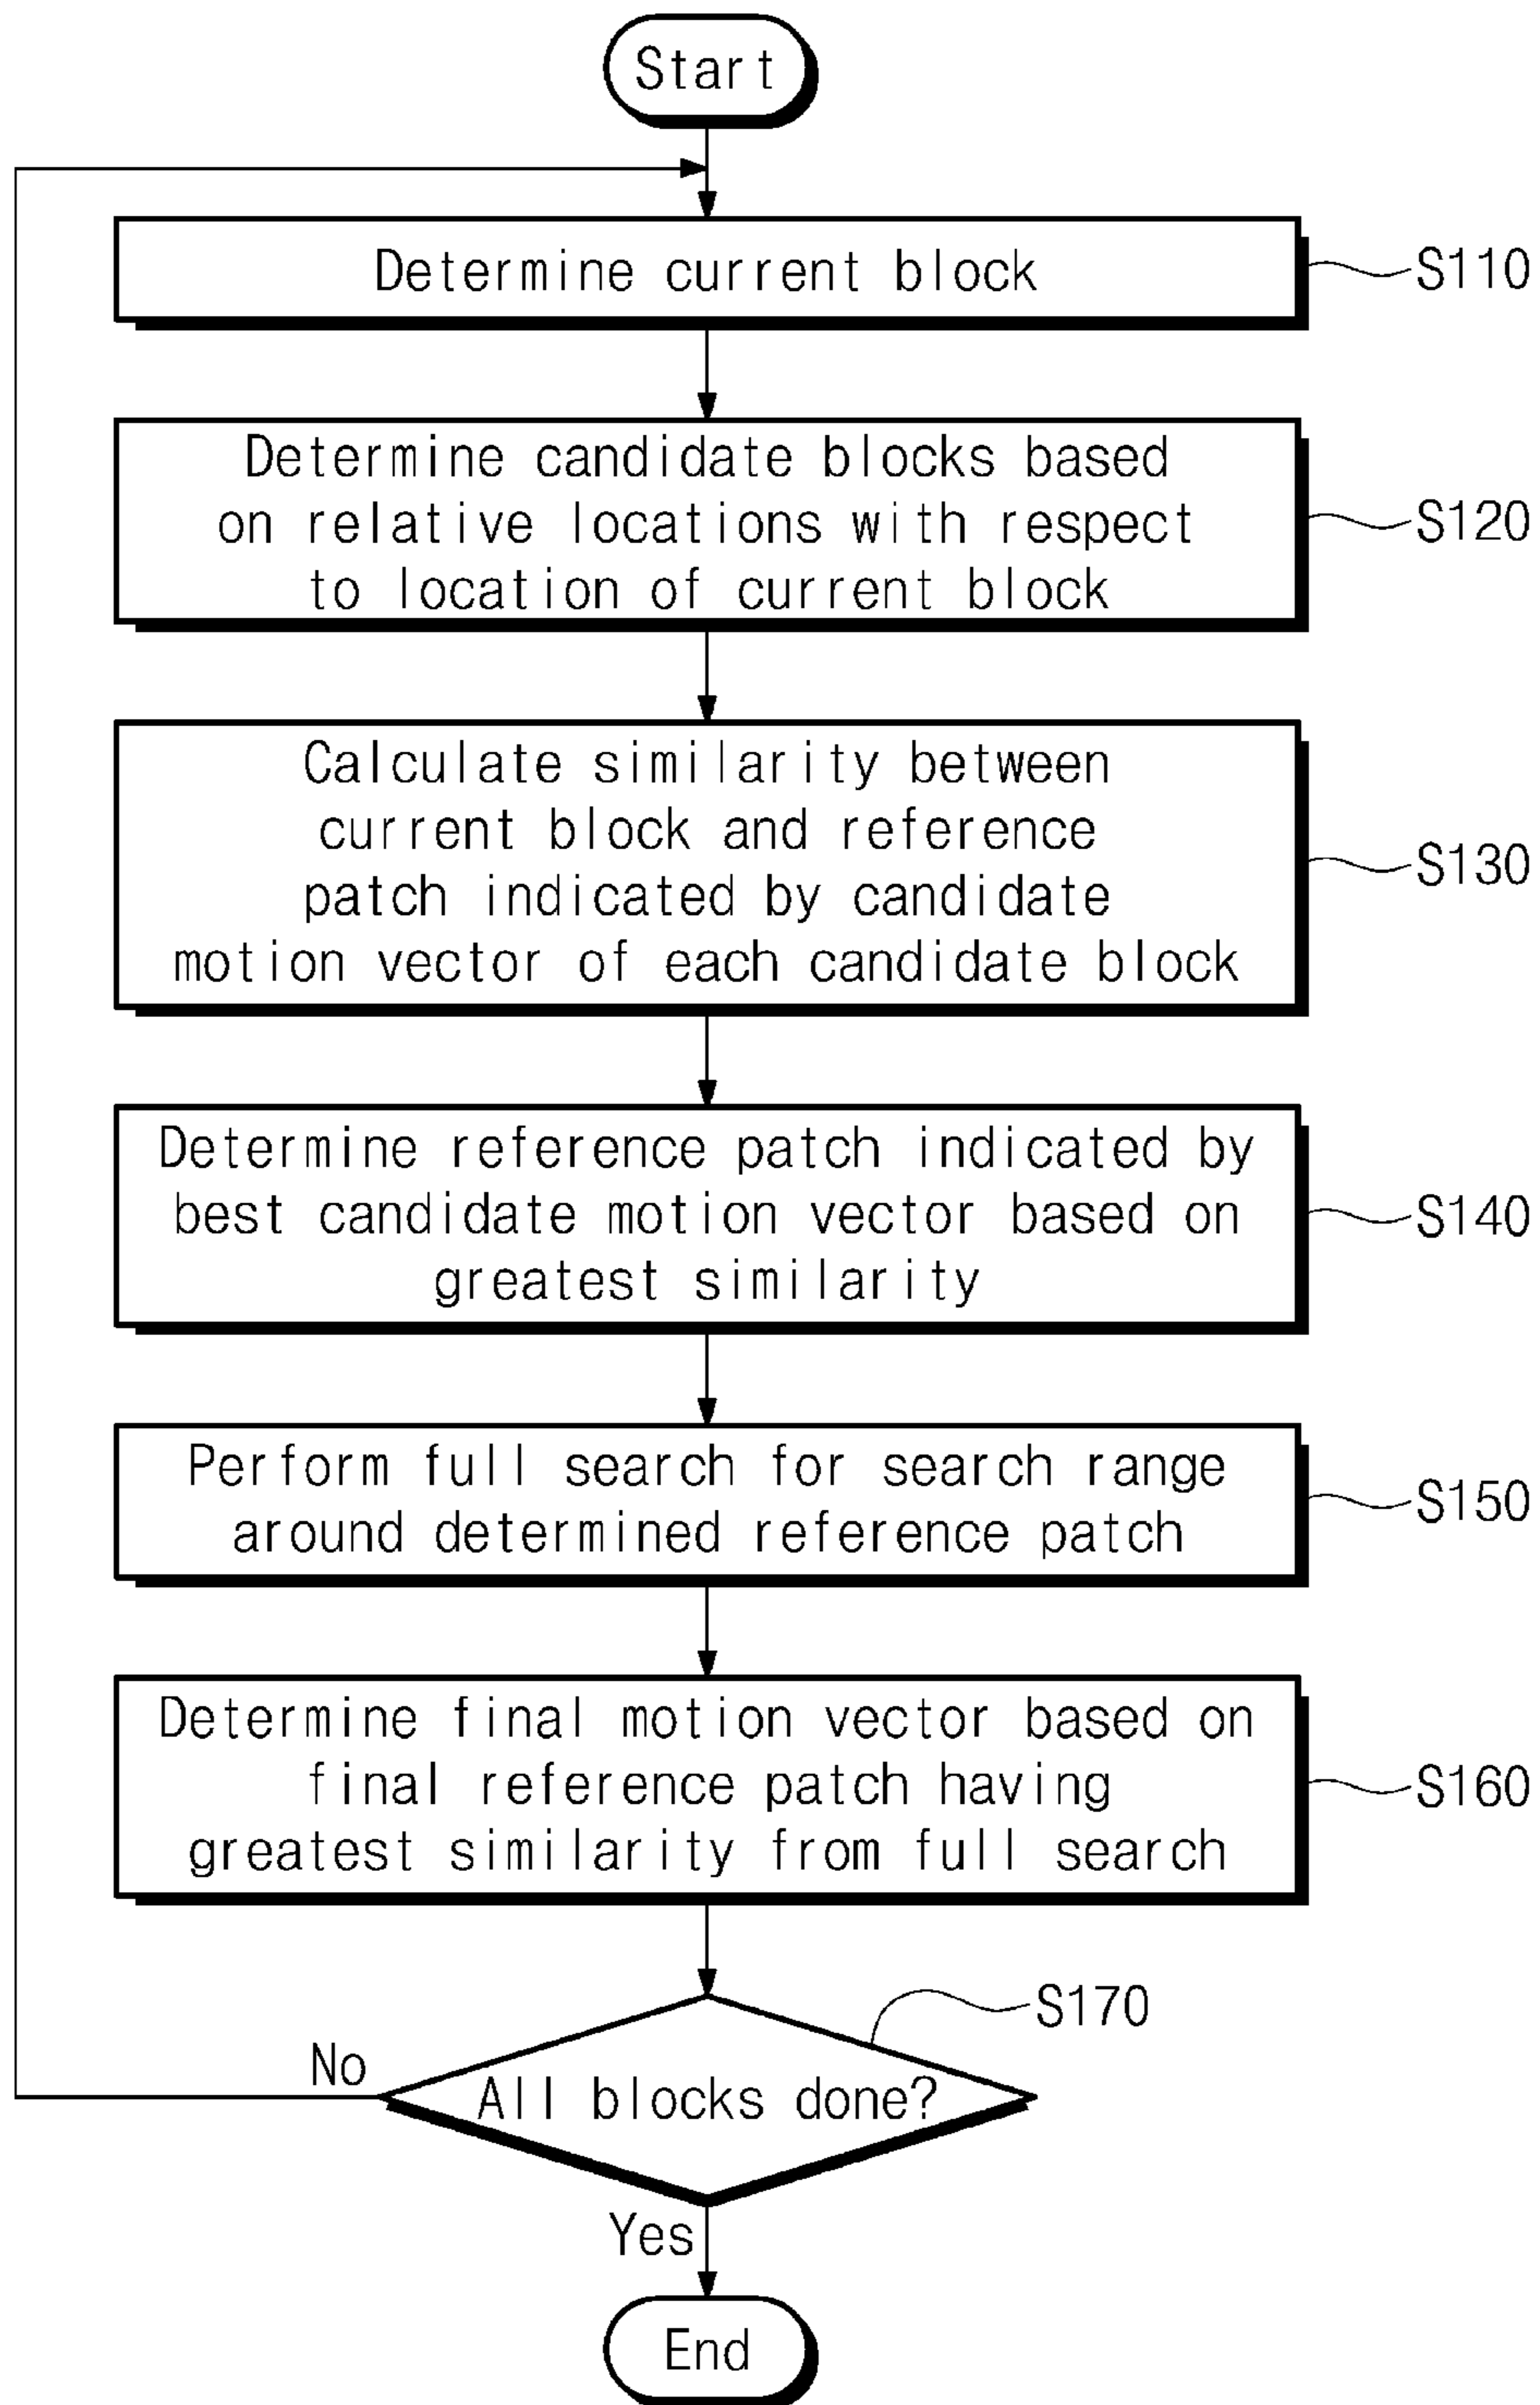 Start
Determine current block
S110
Determine candidate blocks based
on relative locations with respect
to location of current block
S120
Calculate similarity between
current block and reference
patch indicated by candidate
motion vector of each candidate block
S130
Determine reference patch indicated by
best candidate motion vector based on
greatest similarity
S140
Perform full search for search range
around determined reference patch
S150
Determine final motion vector based on
final reference patch having
greatest similarity from full search
S160
S170
No
All blocks done?
Yes
End